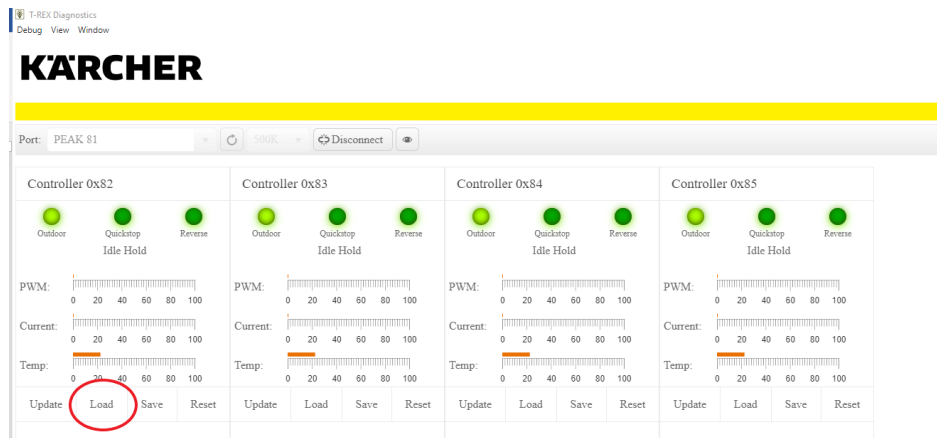 T-REX Diagnostics
Debug View Window
KÄRCHER
Port: PEAK 81 500K Disconnect
Controller 0x82 Controller 0x83 Controller 0x84 Controller 0x85
Outdoor Quickstop Reverse Outdoor Quickstop Reverse Outdoor Quickstop Reverse Outdoor Quickstop Reverse
Idle Hold Idle Hold Idle Hold Idle Hold
PWM: PWM: PWM: PWM:
0 20 40 60 80 100 0 20 40 60 80 100 0 20 40 60 80 100 0 20 40 60 80 100
Current: Current: Current: Current:
0 20 40 60 80 100 0 20 40 60 80 100 0 20 40 60 80 100 0 20 40 60 80 100
Temp: Temp: Temp: Temp:
0 20 40 60 80 100 0 20 40 60 80 100 0 20 40 60 80 100 0 20 40 60 80 100
Update Load Save Reset Update Load Save Reset Update Load Save Reset Update Load Save Reset